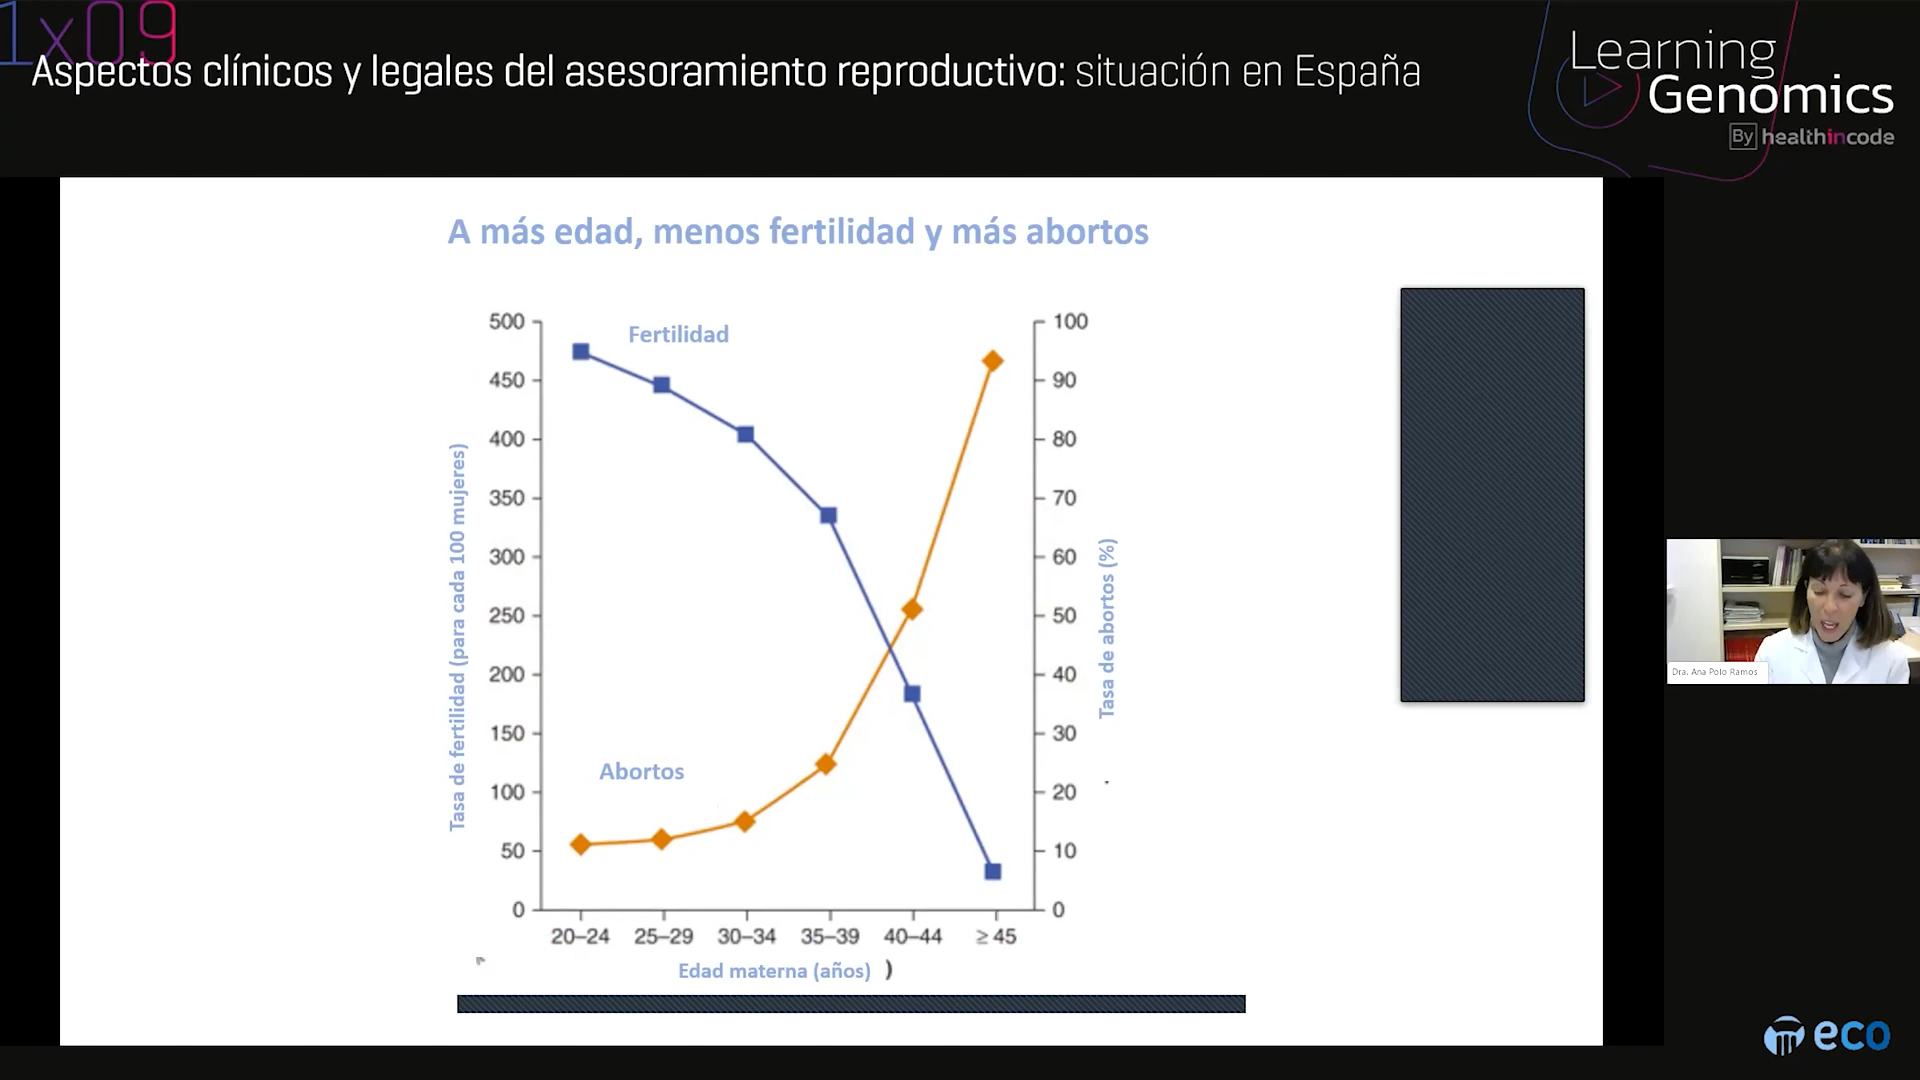 1x09
Aspectos clínicos y legales del asesoramiento reproductivo: situación en España
Learning
Genomics
By healthincode
A más edad, menos fertilidad y más abortos
Fertilidad
Abortos
Tasa de fertilidad (para cada 100 mujeres)
500
450
400
350
300
250
200
150
100
50
0
100
90
80
70
60
50
40
30
20
10
0
Tasa de abortos (%)
20–24 25–29 30–34 35–39 40–44 ≥ 45
Edad materna (años) )
Dra. Ana Polo Ramos
eco